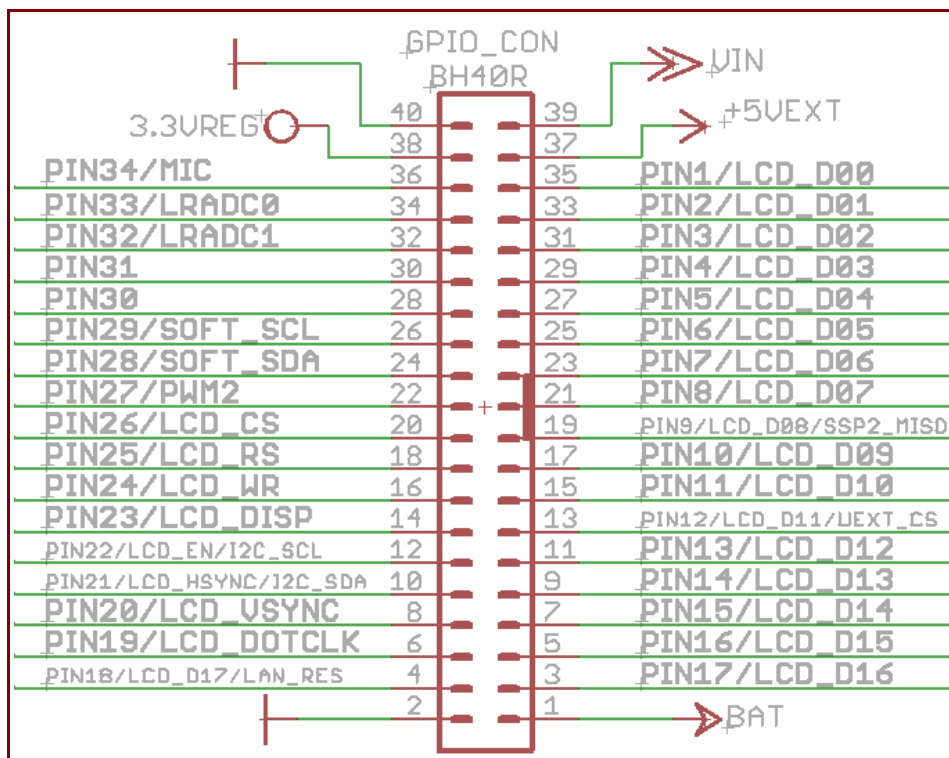 GPIO_CON
BH40R
VIN
40 39
+5VEXT
3.3VREG
38 37
PIN34/MIC 36 35 PIN1/LCD_D00
PIN33/LRADC0 34 33 PIN2/LCD_D01
PIN32/LRADC1 32 31 PIN3/LCD_D02
PIN31 30 29 PIN4/LCD_D03
PIN30 28 27 PIN5/LCD_D04
PIN29/SOFT_SCL 26 25 PIN6/LCD_D05
PIN28/SOFT_SDA 24 23 PIN7/LCD_D06
PIN27/PWM2 22 21 PIN8/LCD_D07
PIN26/LCD_CS 20 19 PIN9/LCD_D08/SSP2_MISO
PIN25/LCD_RS 18 17 PIN10/LCD_D09
PIN24/LCD_WR 16 15 PIN11/LCD_D10
PIN23/LCD_DISP 14 13 PIN12/LCD_D11/UEXT_CS
PIN22/LCD_EN/I2C_SCL 12 11 PIN13/LCD_D12
PIN21/LCD_HSYNC/I2C_SDA 10 9 PIN14/LCD_D13
PIN20/LCD_VSYNC 8 7 PIN15/LCD_D14
PIN19/LCD_DOTCLK 6 5 PIN16/LCD_D15
PIN18/LCD_D17/LAN_RES 4 3 PIN17/LCD_D16
2 1 BAT